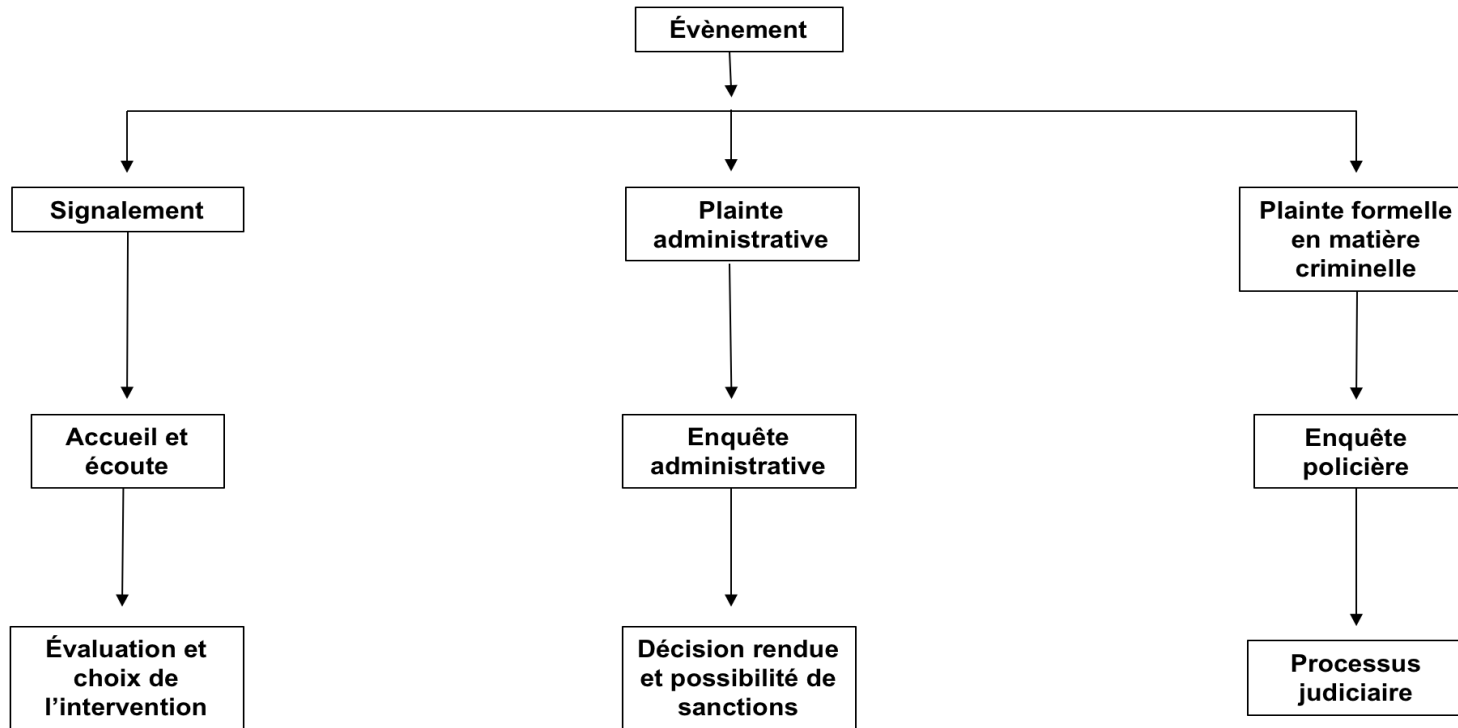 Évènement
Signalement
Plainte
administrative
Plainte formelle
en matière
criminelle
Accueil et
écoute
Enquête
administrative
Enquête
policière
Évaluation et
choix de
l’intervention
Décision rendue
et possibilité de
sanctions
Processus
judiciaire